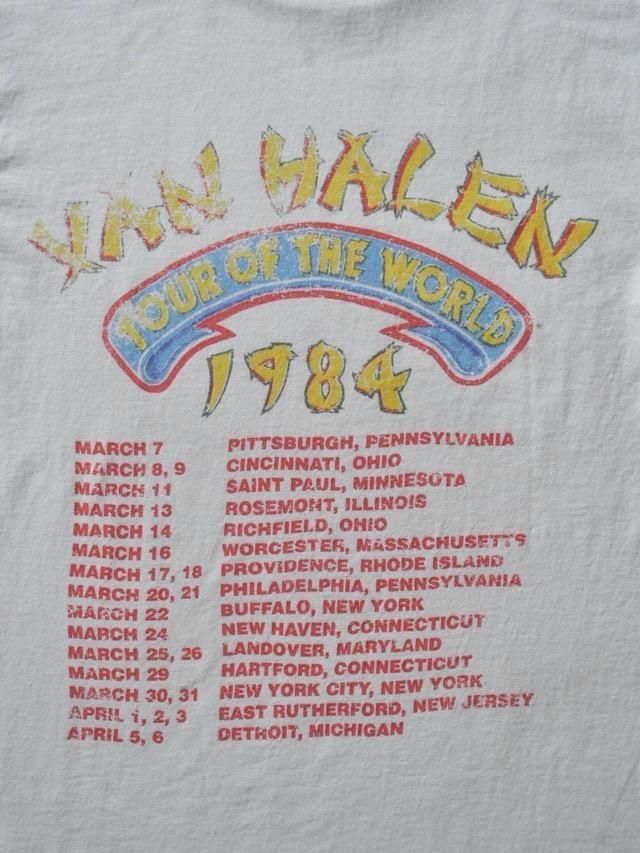 VAN HALEN
TOUR OF THE WORLD
1984
MARCH 7 PITTSBURGH, PENNSYLVANIA
MARCH 8, 9 CINCINNATI, OHIO
MARCH 11 SAINT PAUL, MINNESOTA
MARCH 13 ROSEMONT, ILLINOIS
MARCH 14 RICHFIELD, OHIO
MARCH 16 WORCESTER, MASSACHUSETTS
MARCH 17, 18 PROVIDENCE, RHODE ISLAND
MARCH 20, 21 PHILADELPHIA, PENNSYLVANIA
MARCH 22 BUFFALO, NEW YORK
MARCH 24 NEW HAVEN, CONNECTICUT
MARCH 25, 26 LANDOVER, MARYLAND
MARCH 29 HARTFORD, CONNECTICUT
MARCH 30, 31 NEW YORK CITY, NEW YORK
APRIL 1, 2, 3 EAST RUTHERFORD, NEW JERSEY
APRIL 5, 6 DETROIT, MICHIGAN